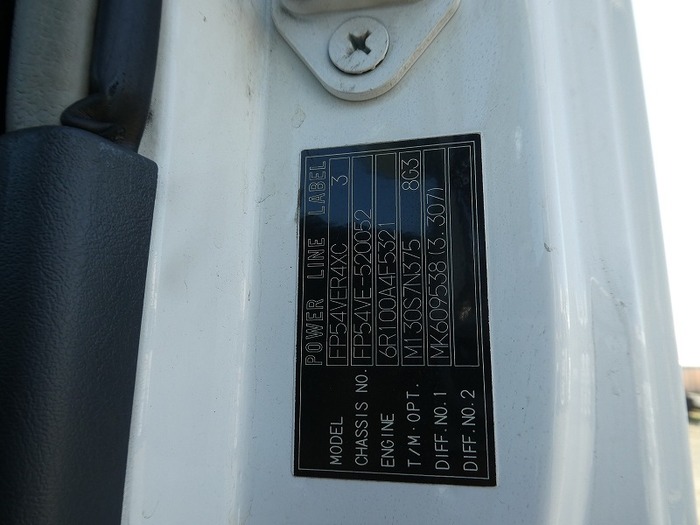 POWER LINE LABEL
MODEL FP54VER4XC 3
CHASSIS NO. FP54VE-520052
ENGINE 6R100A4F5321
T/M·OPT. M130S7N375 8G3
DIFF.NO.1 MK609538(3.307)
DIFF.NO.2